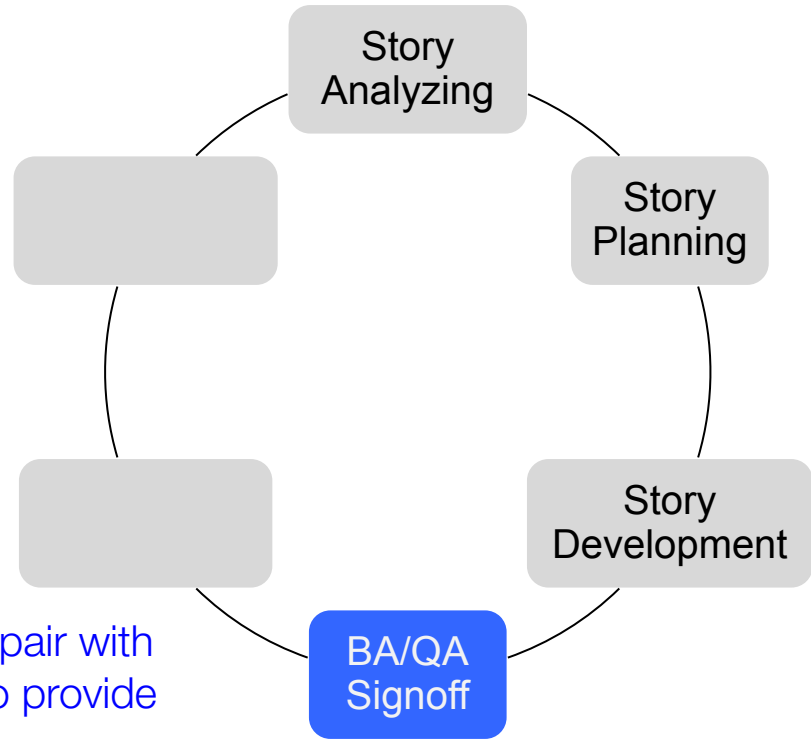 Story
Analyzing
Story
Planning
Story
Development
BA/QA
Signoff
pair with
provide